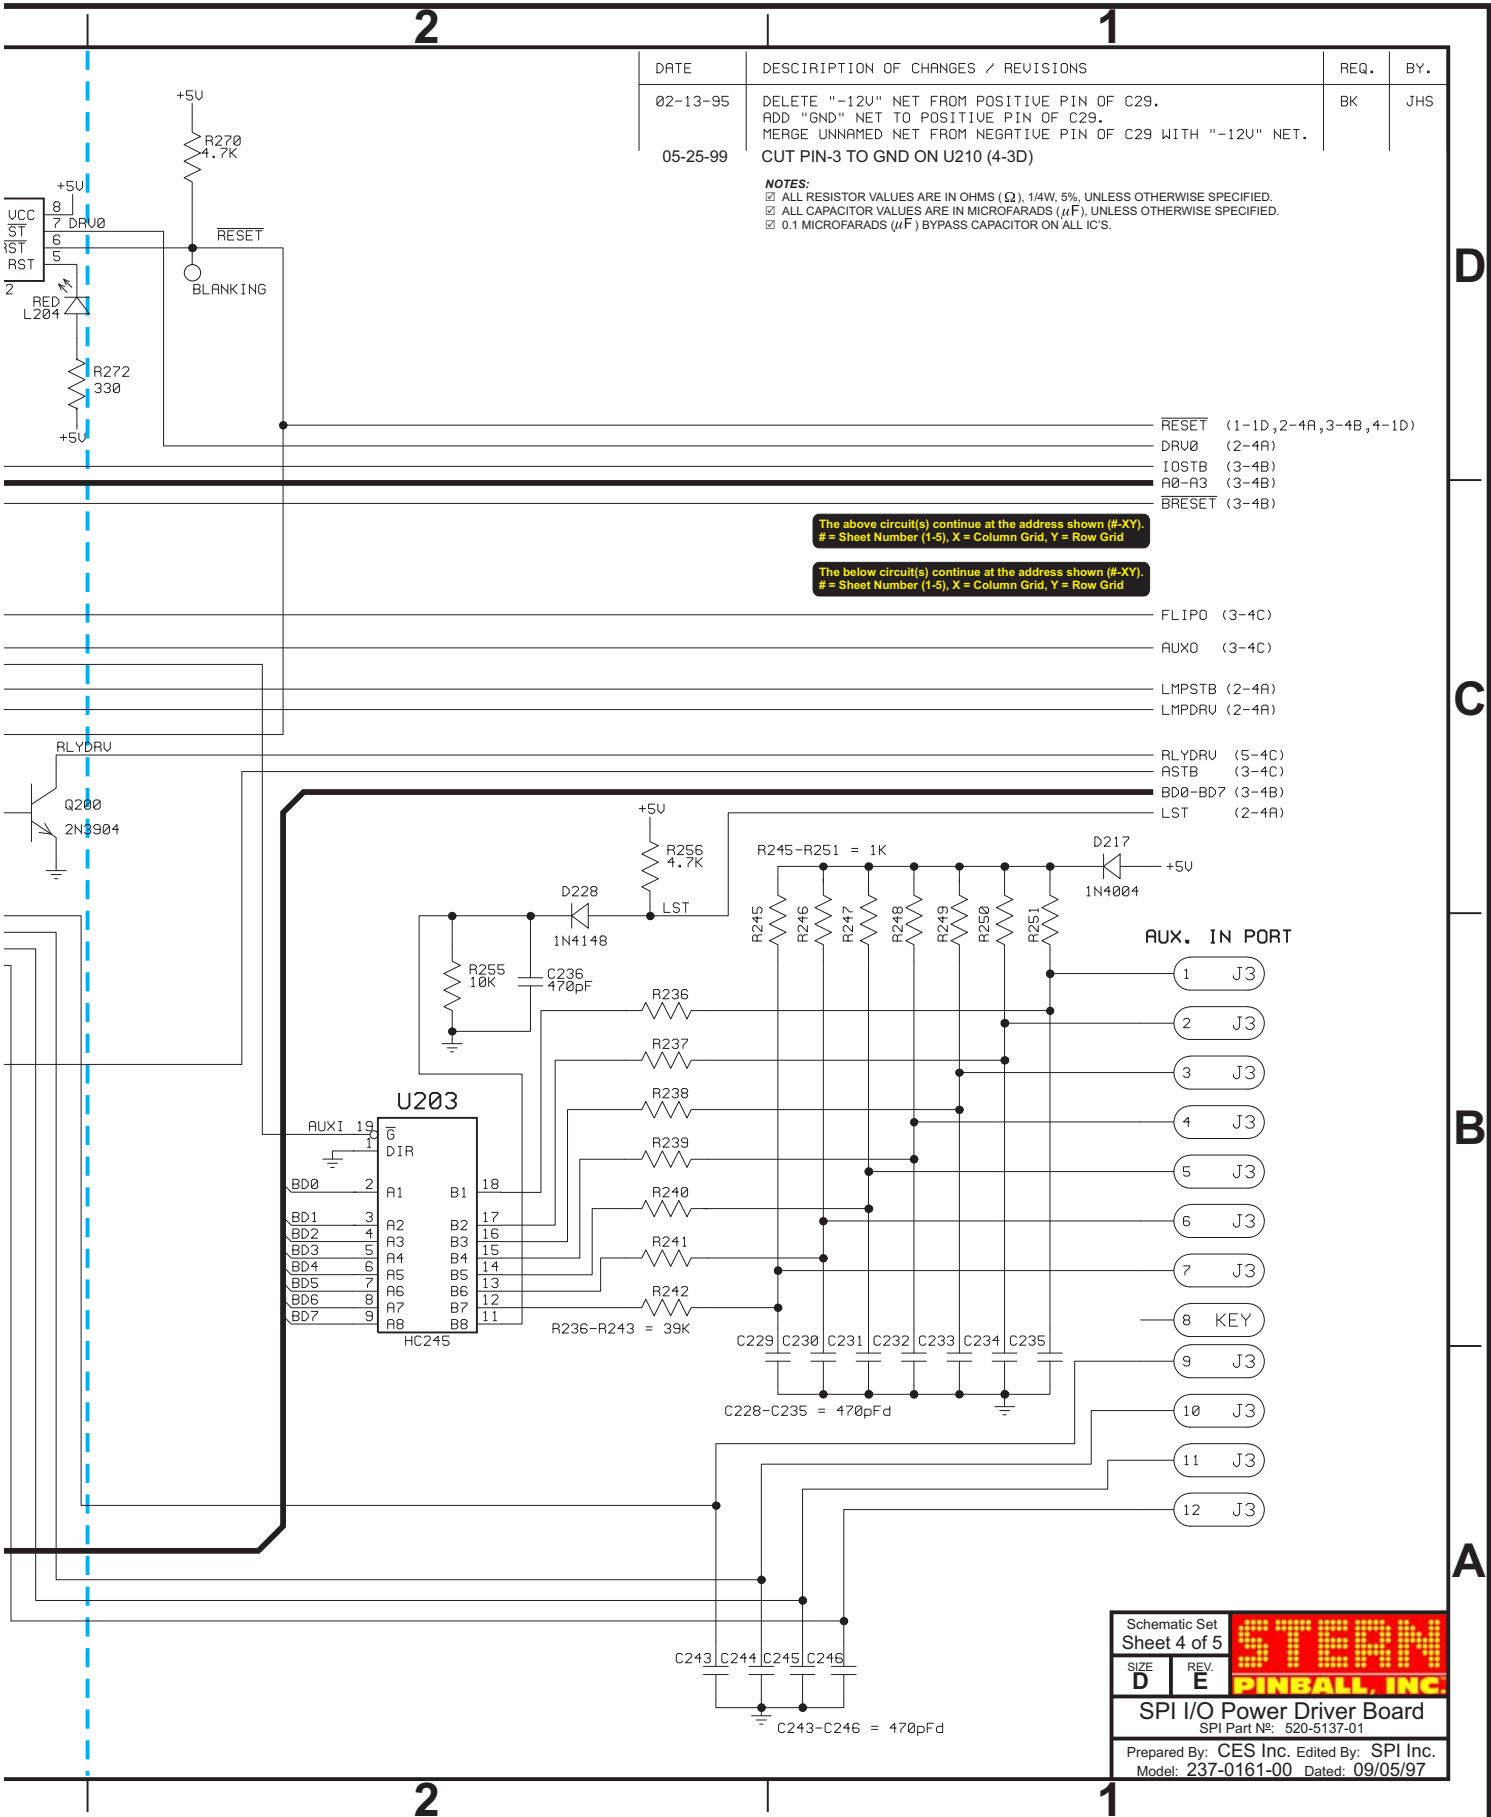 2 1
DATE DESCIRIPTION OF CHANGES / REVISIONS REQ. BY.
02-13-95 DELETE "-12V" NET FROM POSITIVE PIN OF C29. BK JHS
ADD "GND" NET TO POSITIVE PIN OF C29.
MERGE UNNAMED NET FROM NEGATIVE PIN OF C29 WITH "-12V" NET.
05-25-99 CUT PIN-3 TO GND ON U210 (4-3D)
NOTES:
☑ ALL RESISTOR VALUES ARE IN OHMS (Ω), 1/4W, 5%, UNLESS OTHERWISE SPECIFIED.
☑ ALL CAPACITOR VALUES ARE IN MICROFARADS (μF), UNLESS OTHERWISE SPECIFIED.
☑ 0.1 MICROFARADS (μF) BYPASS CAPACITOR ON ALL IC'S.
+5V
R270
4.7K
+5V
VCC 8
ST 7 DRV0
RST 6
RST 5
2
RESET
BLANKING
RED
L204
R272
330
+5V
D
RESET (1-1D,2-4A,3-4B,4-1D)
DRV0 (2-4A)
IOSTB (3-4B)
A0-A3 (3-4B)
BRESET (3-4B)
The above circuit(s) continue at the address shown (#-XY).
# = Sheet Number (1-5), X = Column Grid, Y = Row Grid
The below circuit(s) continue at the address shown (#-XY).
# = Sheet Number (1-5), X = Column Grid, Y = Row Grid
FLIPO (3-4C)
AUXO (3-4C)
LMPSTB (2-4A)
LMPDRV (2-4A)
C
RLYDRV
RLYDRV (5-4C)
ASTB (3-4C)
BD0-BD7 (3-4B)
LST (2-4A)
Q200
2N3904
+5V
R256
4.7K
R245-R251 = 1K
D217
+5V
1N4004
D228
1N4148
LST
R245 R246 R247 R248 R249 R250 R251
AUX. IN PORT
R255
10K
C236
470pF
R236
R237
R238
R239
R240
R241
R242
R236-R243 = 39K
1 J3
2 J3
3 J3
4 J3
5 J3
6 J3
7 J3
8 KEY
9 J3
10 J3
11 J3
12 J3
B
U203
AUXI 19 G
1 DIR
BD0 2 A1 B1 18
BD1 3 A2 B2 17
BD2 4 A3 B3 16
BD3 5 A4 B4 15
BD4 6 A5 B5 14
BD5 7 A6 B6 13
BD6 8 A7 B7 12
BD7 9 A8 B8 11
HC245
C229 C230 C231 C232 C233 C234 C235
C228-C235 = 470pFd
A
C243 C244 C245 C246
C243-C246 = 470pFd
Schematic Set
Sheet 4 of 5
SIZE
D
REV.
E
STERN
PINBALL, INC.
SPI I/O Power Driver Board
SPI Part Nº: 520-5137-01
Prepared By: CES Inc. Edited By: SPI Inc.
Model: 237-0161-00 Dated: 09/05/97
2 1